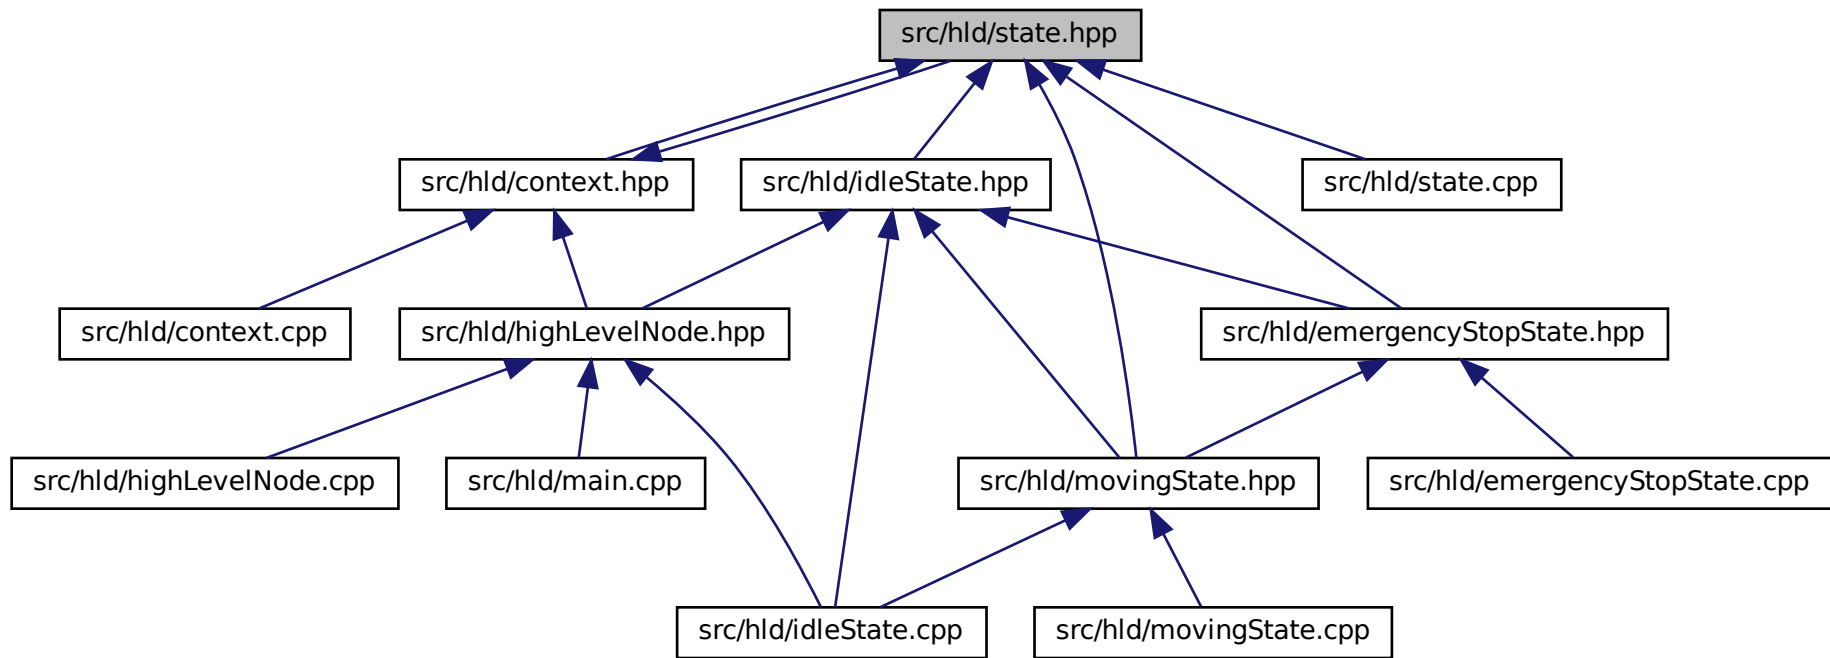 src/hld/state.hpp
src/hld/context.hpp
src/hld/idleState.hpp
src/hld/state.cpp
src/hld/context.cpp
src/hld/highLevelNode.hpp
src/hld/emergencyStopState.hpp
src/hld/highLevelNode.cpp
src/hld/main.cpp
src/hld/movingState.hpp
src/hld/emergencyStopState.cpp
src/hld/idleState.cpp
src/hld/movingState.cpp